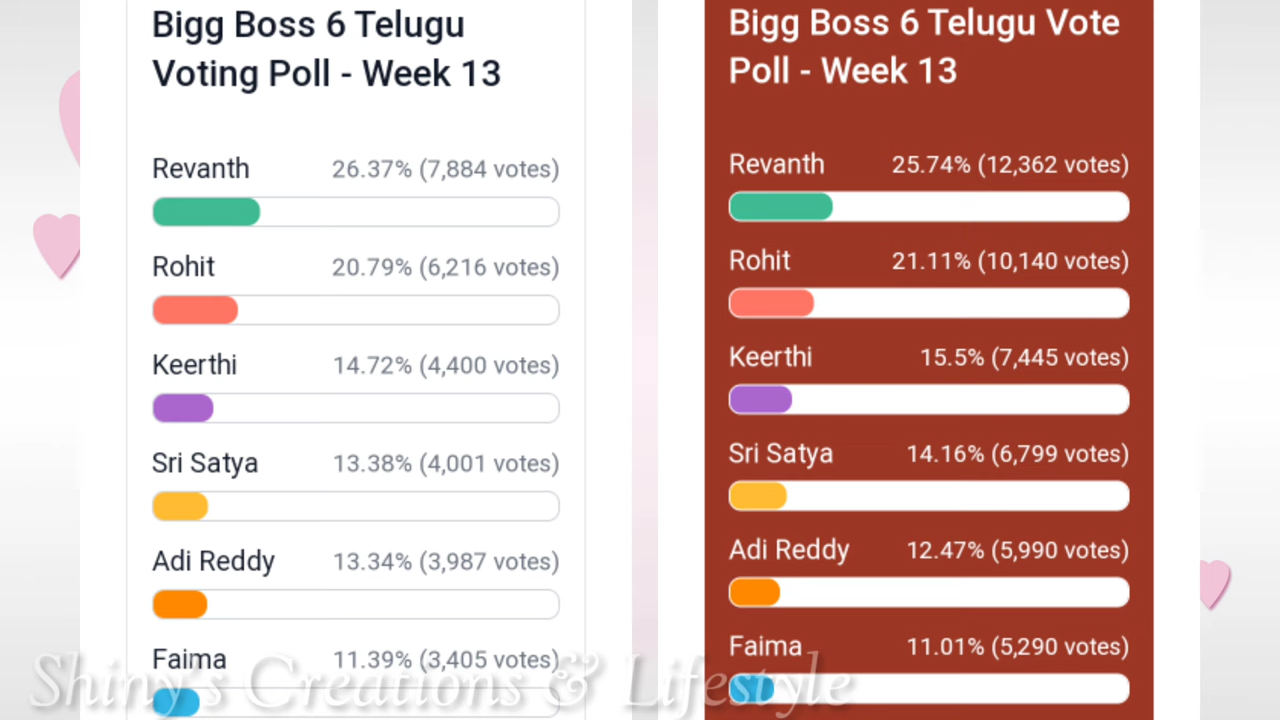 Bigg Boss 6 Telugu
Voting Poll - Week 13
Revanth 26.37% (7,884 votes)
Rohit 20.79% (6,216 votes)
Keerthi 14.72% (4,400 votes)
Sri Satya 13.38% (4,001 votes)
Adi Reddy 13.34% (3,987 votes)
Faima 11.39% (3,405 votes)
Bigg Boss 6 Telugu Vote
Poll - Week 13
Revanth 25.74% (12,362 votes)
Rohit 21.11% (10,140 votes)
Keerthi 15.5% (7,445 votes)
Sri Satya 14.16% (6,799 votes)
Adi Reddy 12.47% (5,990 votes)
Faima 11.01% (5,290 votes)
Shiny's Creations & Lifestyle